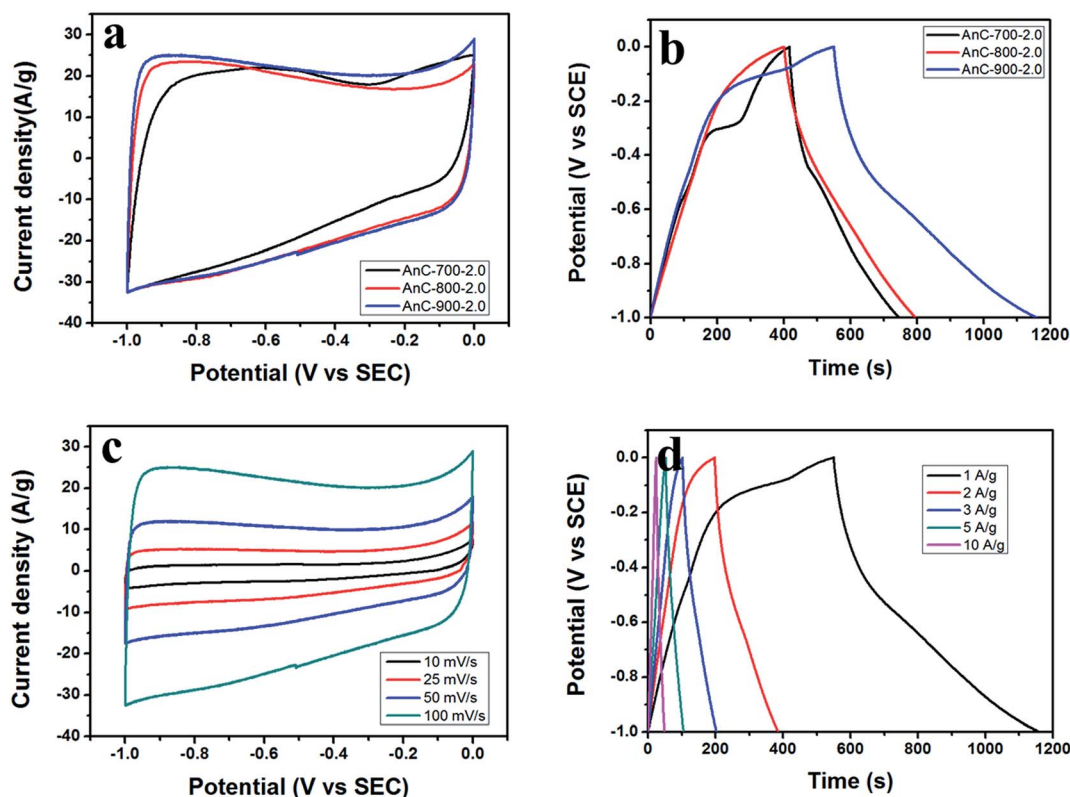 a
Current density(A/g)
30
20
10
0
-10
-20
-30
-40
-1.0
-0.8
-0.6
-0.4
-0.2
0.0
Potential (V vs SEC)
AnC-700-2.0
AnC-800-2.0
AnC-900-2.0
b
Potential (V vs SCE)
0.0
-0.2
-0.4
-0.6
-0.8
-1.0
0
200
400
600
800
1000
1200
Time (s)
AnC-700-2.0
AnC-800-2.0
AnC-900-2.0
c
Current density (A/g)
30
20
10
0
-10
-20
-30
-40
-1.0
-0.8
-0.6
-0.4
-0.2
0.0
Potential (V vs SEC)
10 mV/s
25 mV/s
50 mV/s
100 mV/s
d
Potential (V vs SCE)
0.0
-0.2
-0.4
-0.6
-0.8
-1.0
0
200
400
600
800
1000
1200
Time (s)
1 A/g
2 A/g
3 A/g
5 A/g
10 A/g